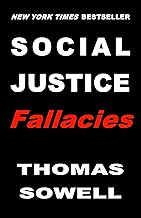 NEW YORK TIMES BESTSELLER
SOCIAL
JUSTICE
Fallacies
THOMAS
SOWELL